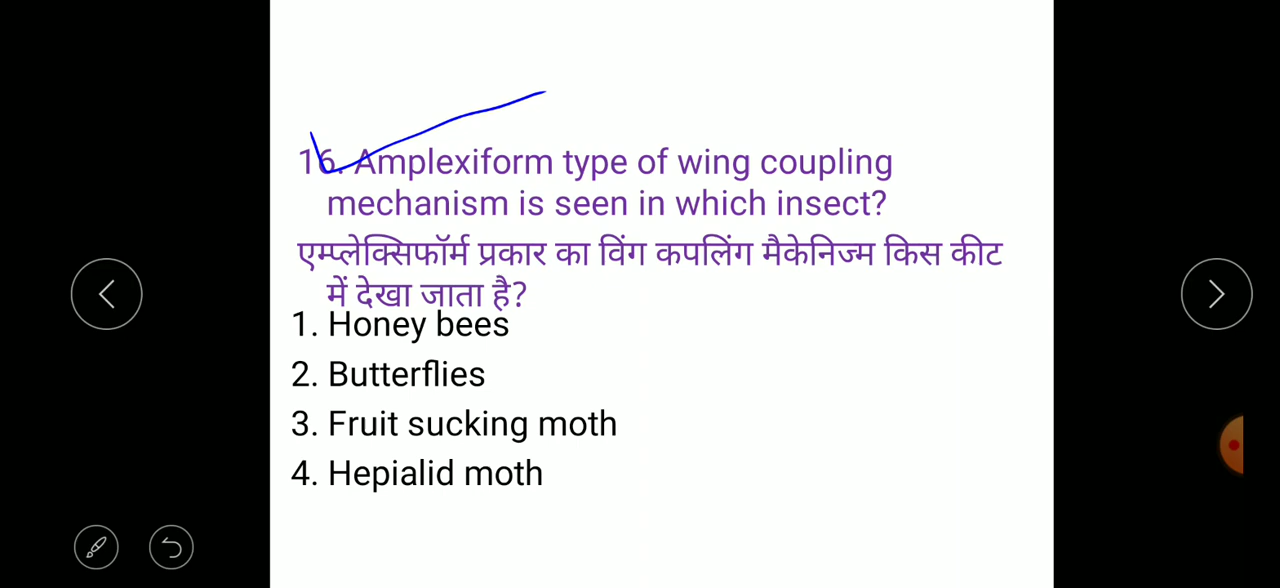 16. Amplexiform type of wing coupling
mechanism is seen in which insect?
एम्प्लेक्सिफॉर्म प्रकार का विंग कपलिंग मैकेनिज्म किस कीट
में देखा जाता है?
1. Honey bees
2. Butterflies
3. Fruit sucking moth
4. Hepialid moth